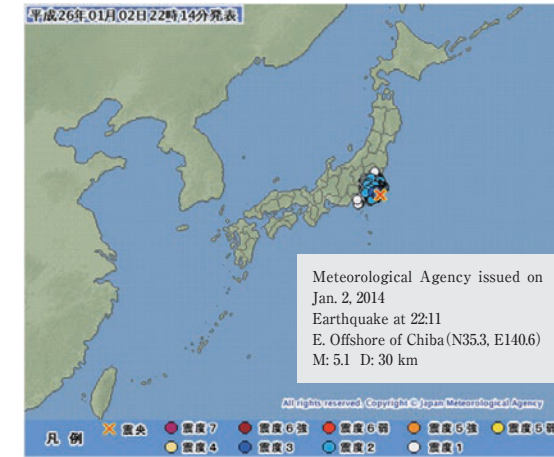 平成26年01月02日22時14分発表
Meteorological Agency issued on
Jan. 2, 2014
Earthquake at 22:11
E. Offshore of Chiba (N35.3, E140.6)
M: 5.1 D: 30 km
All rights reserved. Copyright © Japan Meteorological Agency
凡 例 震央 震度7 震度6強 震度6弱 震度5強 震度5弱
震度4 震度3 震度2 震度1